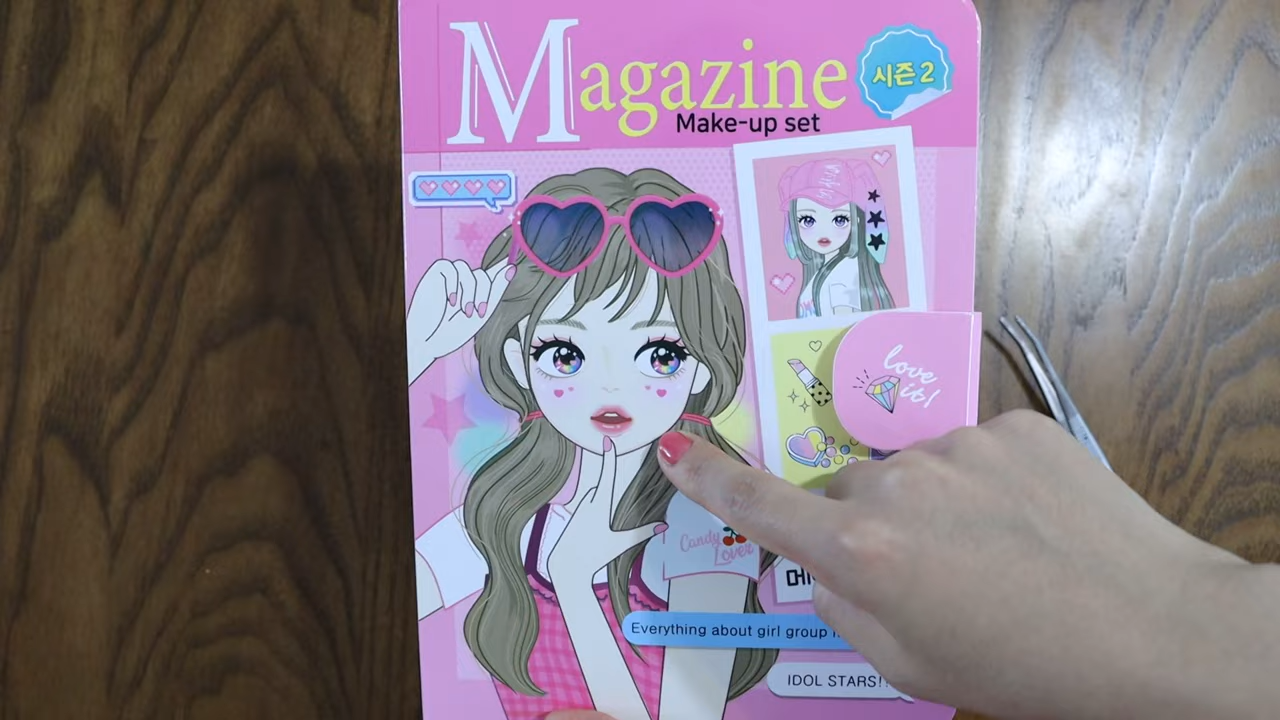 Magazine
Make-up set
시즌 2
love
it!
Candy
Lover
Everything about girl group
IDOL STARS!